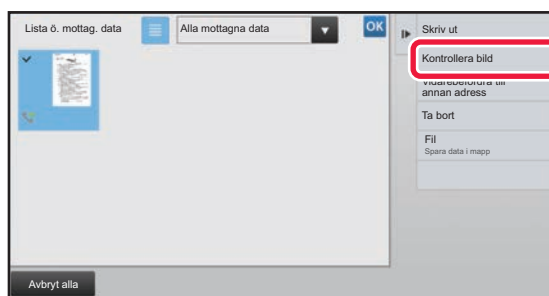 Lista ö. mottag. data
Alla mottagna data
OK
Skriv ut
Kontrollera bild
Vidarebefordra till
annan adress
Ta bort
Fil
Spara data i mapp
Avbryt alla